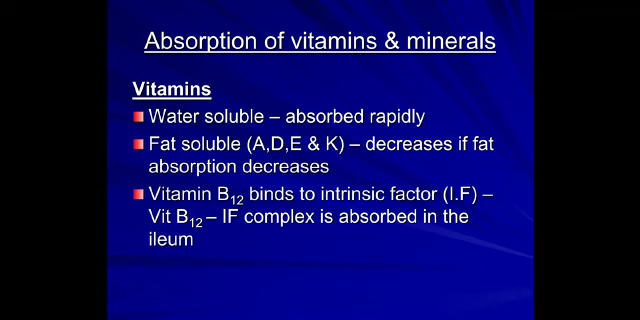 Absorption of vitamins & minerals
Vitamins
Water soluble – absorbed rapidly
Fat soluble (A,D,E & K) – decreases if fat
absorption decreases
Vitamin B12 binds to intrinsic factor (I.F) –
Vit B12 – IF complex is absorbed in the
ileum